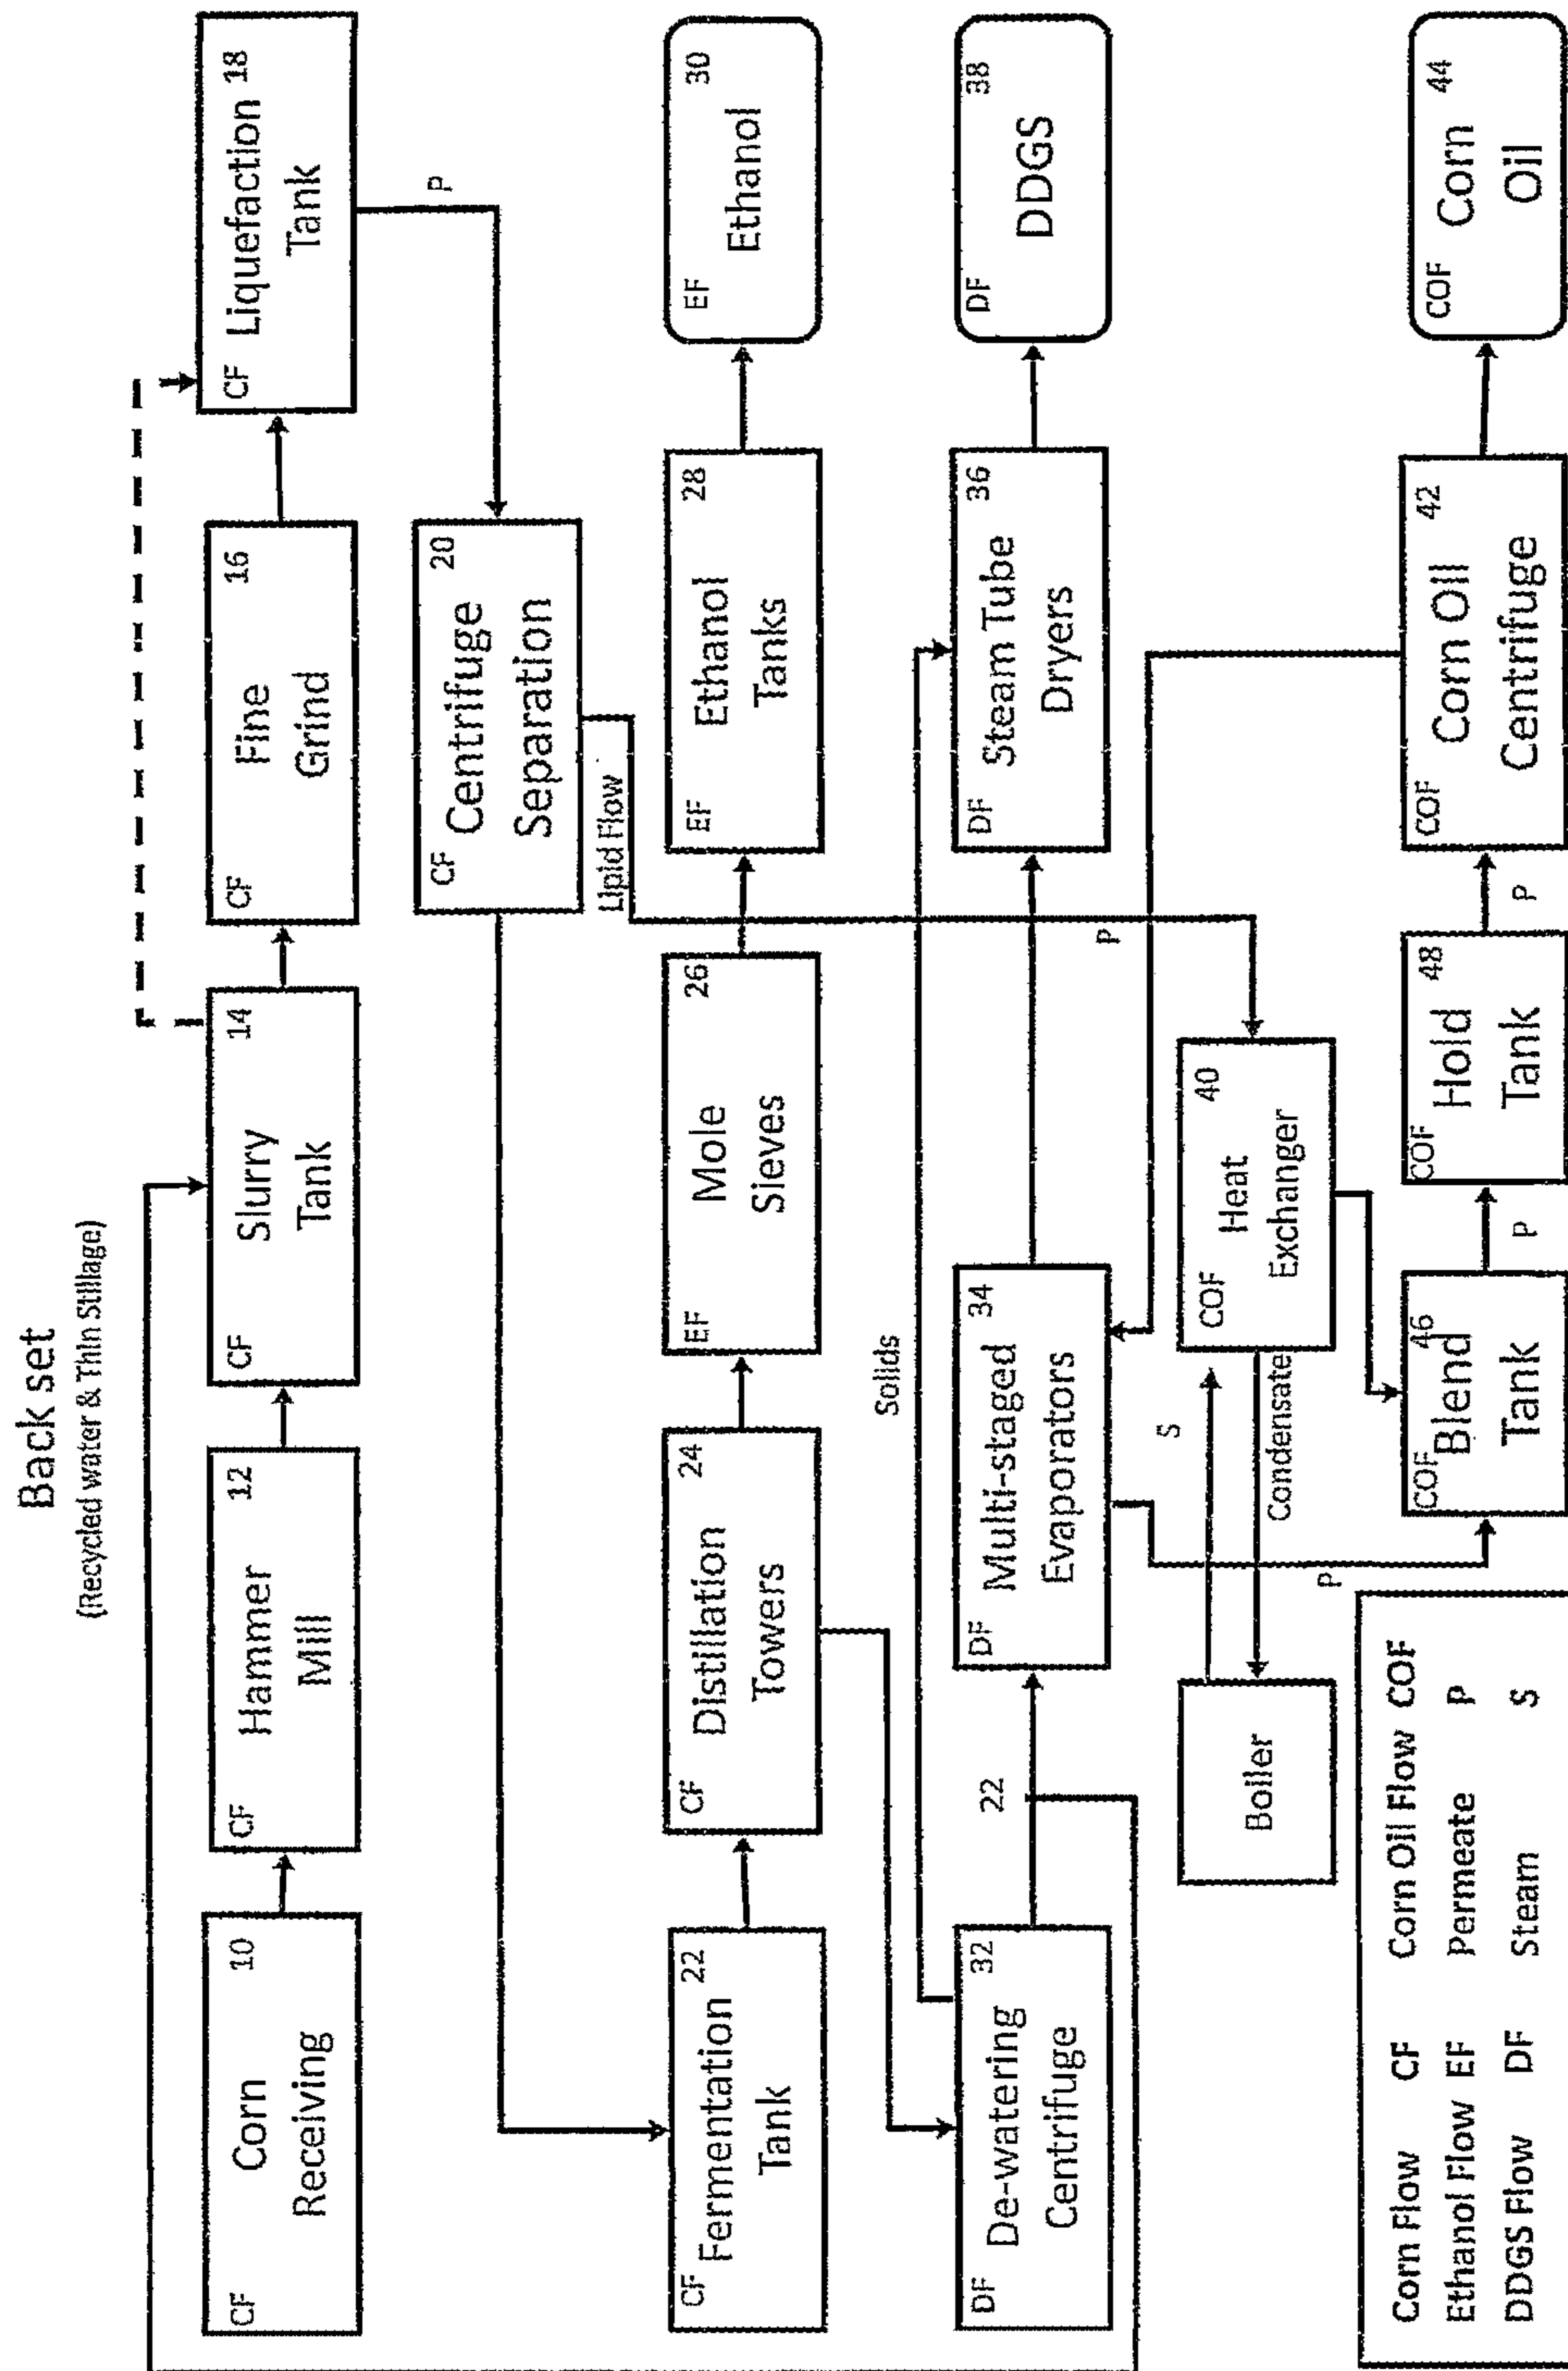 Back set
(Recycled water & Thin Stillage)
CF
10
Corn
Receiving
CF
12
Hammer
Mill
CF
14
Slurry
Tank
CF
16
Fine
Grind
CF
18
Liquefaction
Tank
P
CF
20
Centrifuge
Separation
Lipid Flow
CF
22
Fermentation
Tank
CF
24
Distillation
Towers
EF
26
Mole
Sieves
EF
28
Ethanol
Tanks
EF
30
Ethanol
Solids
DF
32
De-watering
Centrifuge
22
DF
34
Multi-staged
Evaporators
DF
36
Steam Tube
Dryers
DF
38
DDGS
P
Boiler
S
Condensate
COF
40
Heat
Exchanger
P
COF
46
Blend
Tank
P
COF
48
Hold
Tank
P
COF
42
Corn Oil
Centrifuge
COF
44
Corn
Oil
Corn Flow CF Corn Oil Flow COF
Ethanol Flow EF Permeate P
DDGS Flow DF Steam S